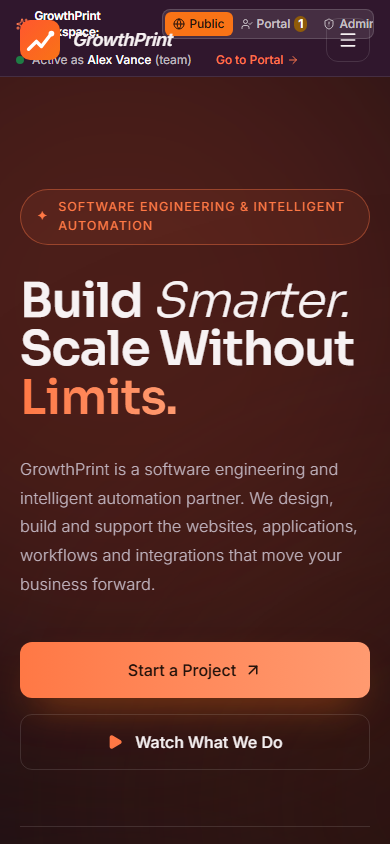 GrowthPrint
kspace:
Public
Portal 1
Admin
GrowthPrint
Active as Alex Vance (team)
Go to Portal →
✦ SOFTWARE ENGINEERING & INTELLIGENT
AUTOMATION
Build Smarter.
Scale Without
Limits.
GrowthPrint is a software engineering and
intelligent automation partner. We design,
build and support the websites, applications,
workflows and integrations that move your
business forward.
Start a Project
Watch What We Do